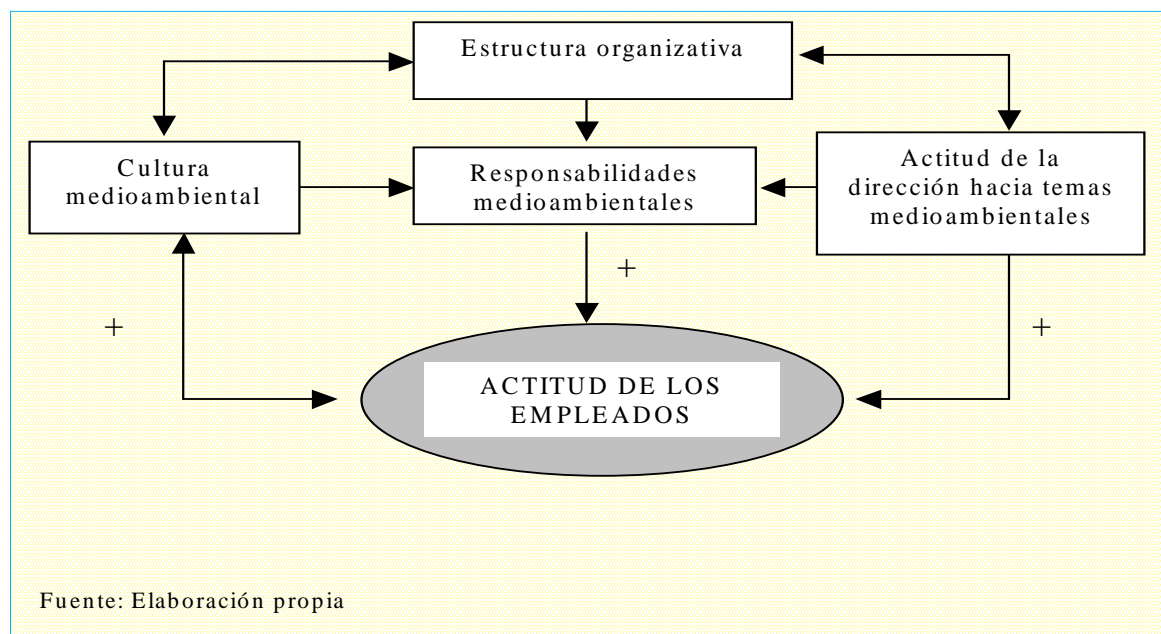 Estructura organizativa
Cultura
medioambiental
Responsabilidades
medioambientales
Actitud de la
dirección hacia temas
medioambientales
+
+
+
ACTITUD DE LOS
EMPLEADOS
Fuente: Elaboración propia